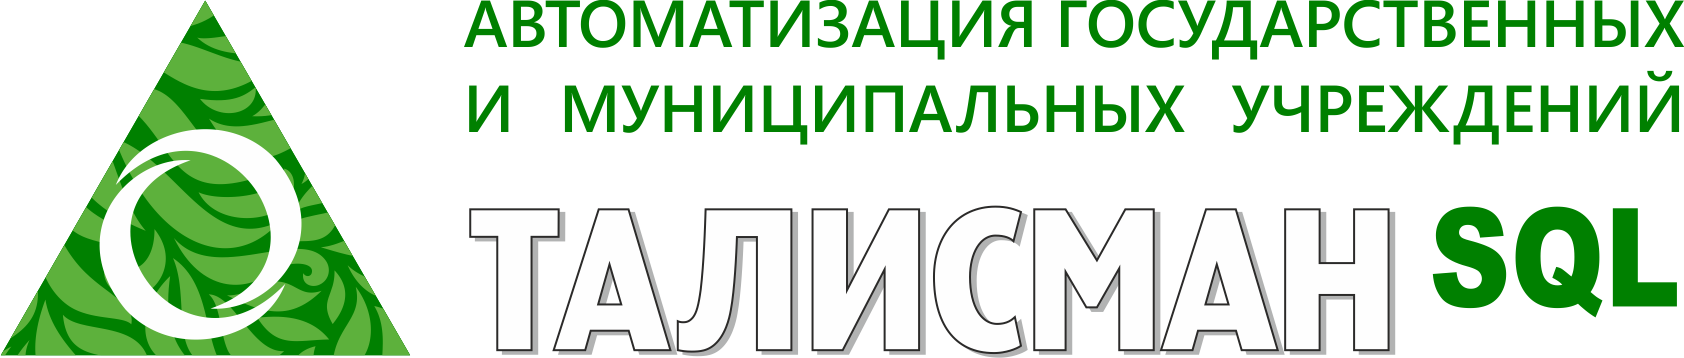 АВТОМАТИЗАЦИЯ ГОСУДАРСТВЕННЫХ
И МУНИЦИПАЛЬНЫХ УЧРЕЖДЕНИЙ
ТАЛИСМАН SQL